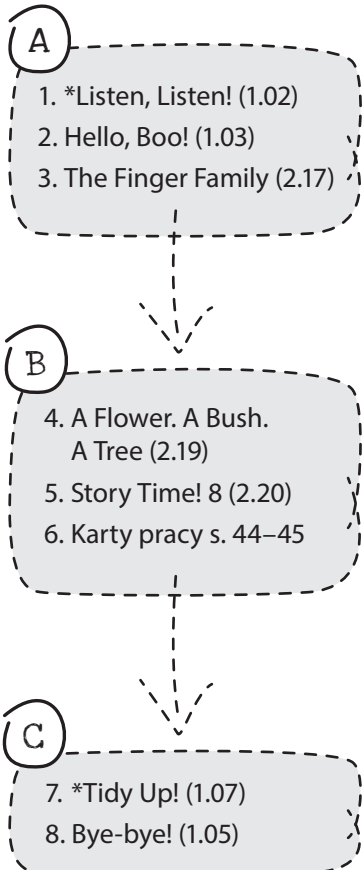 A
1. *Listen, Listen! (1.02)
2. Hello, Boo! (1.03)
3. The Finger Family (2.17)
B
4. A Flower. A Bush.
A Tree (2.19)
5. Story Time! 8 (2.20)
6. Karty pracy s. 44–45
C
7. *Tidy Up! (1.07)
8. Bye-bye! (1.05)